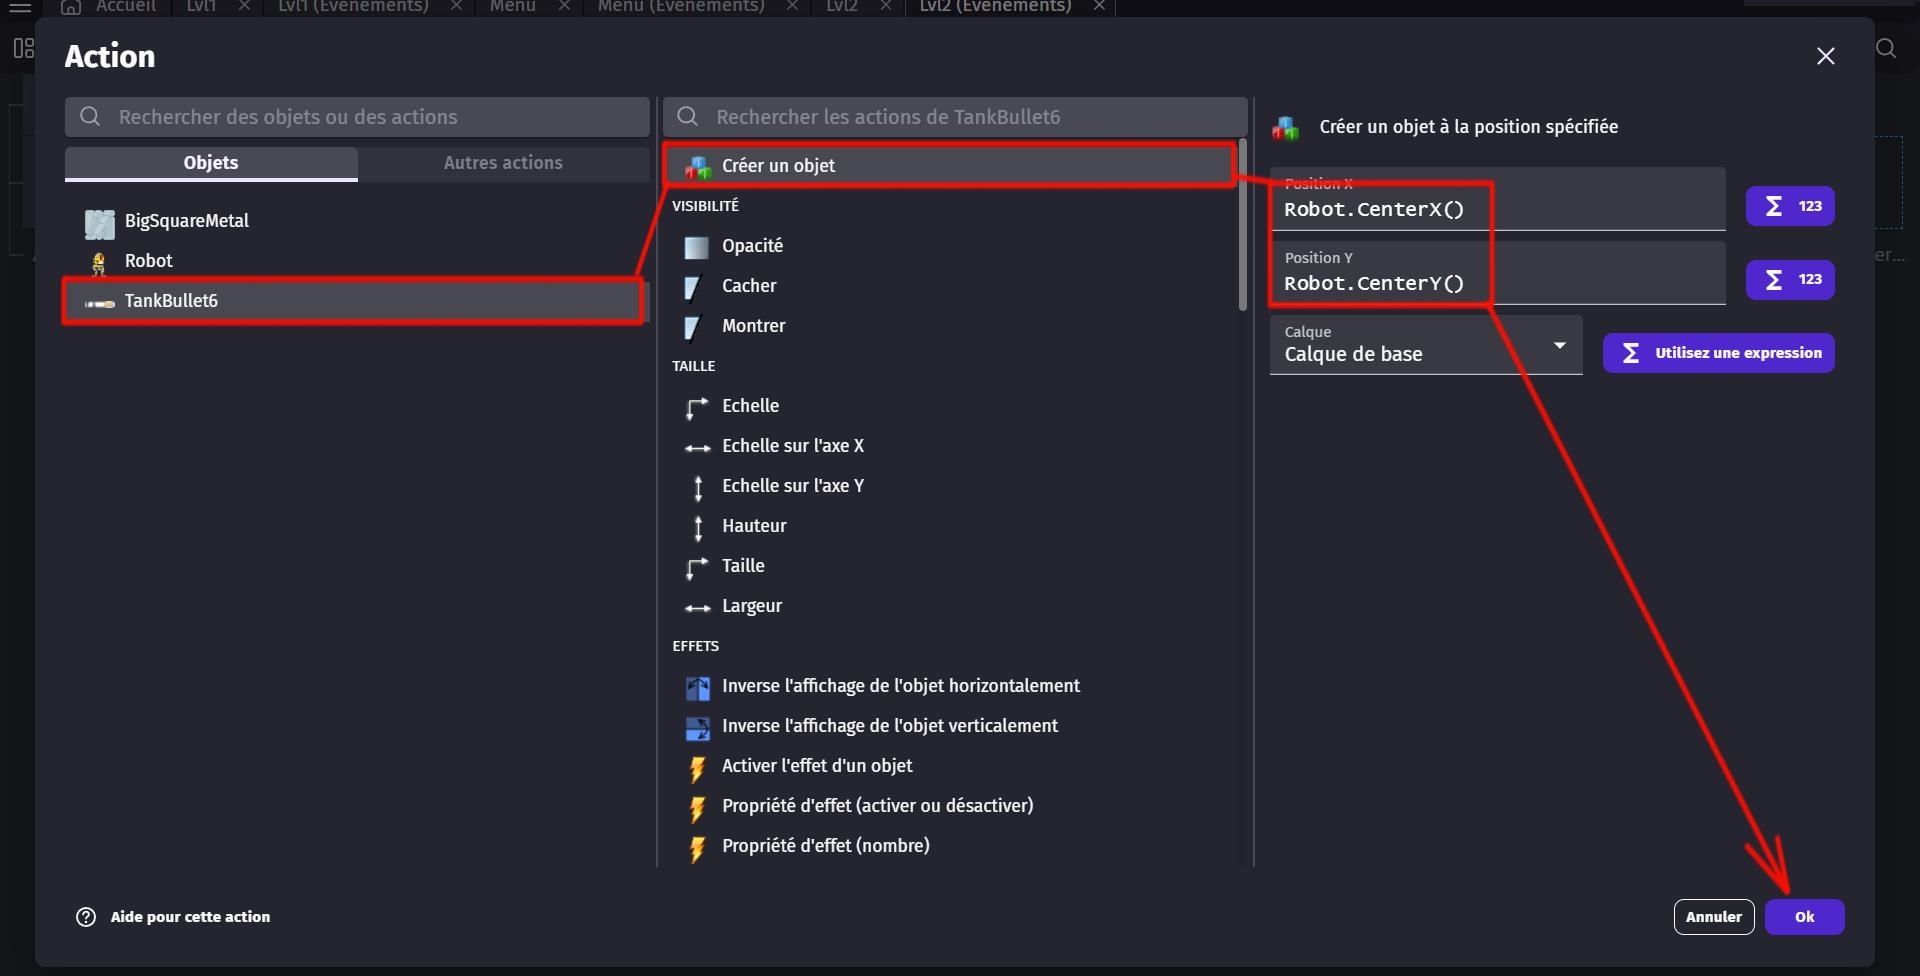 Accueil
Lvl1
Lvl1 (Evènements)
Menu
Menu (Evènements)
Lvl2
Lvl2 (Evènements)
Action
Rechercher des objets ou des actions
Objets
Autres actions
BigSquareMetal
Robot
TankBullet6
Rechercher les actions de TankBullet6
Créer un objet
VISIBILITÉ
Opacité
Cacher
Montrer
TAILLE
Echelle
Echelle sur l'axe X
Echelle sur l'axe Y
Hauteur
Taille
Largeur
EFFETS
Inverse l'affichage de l'objet horizontalement
Inverse l'affichage de l'objet verticalement
Activer l'effet d'un objet
Propriété d'effet (activer ou désactiver)
Propriété d'effet (nombre)
Créer un objet à la position spécifiée
Position X
Robot.CenterX()
Σ 123
Position Y
Robot.CenterY()
Σ 123
Calque
Calque de base
Σ Utilisez une expression
er...
Aide pour cette action
Annuler
Ok